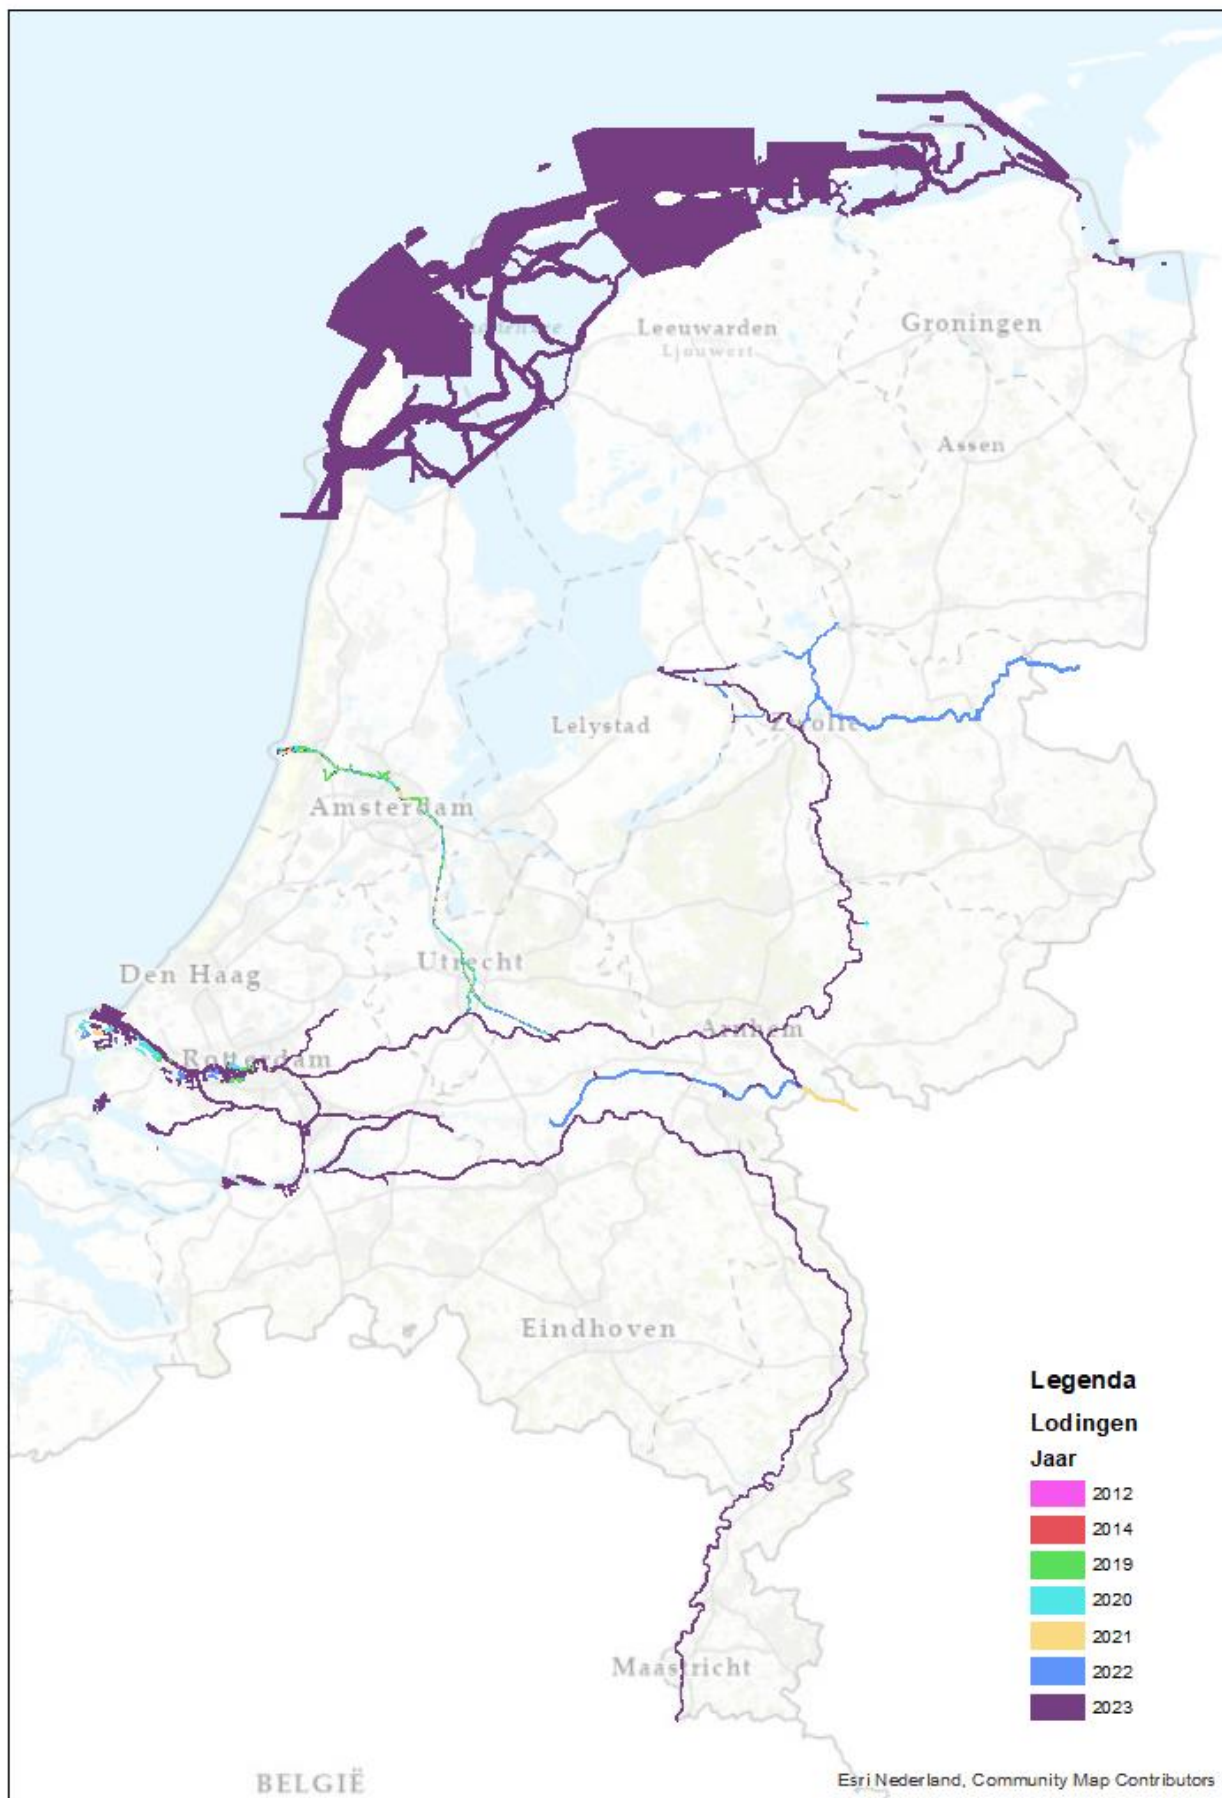 Leeuwarden
Ljouwert
Groningen
Assen
Lelystad
Zwolle
Amsterdam
Utrecht
Den Haag
Arnhem
Rotterdam
Eindhoven
Legenda
Lodingen
Jaar
2012
2014
2019
2020
2021
2022
2023
Maastricht
BELGIË
Esri Nederland, Community Map Contributors